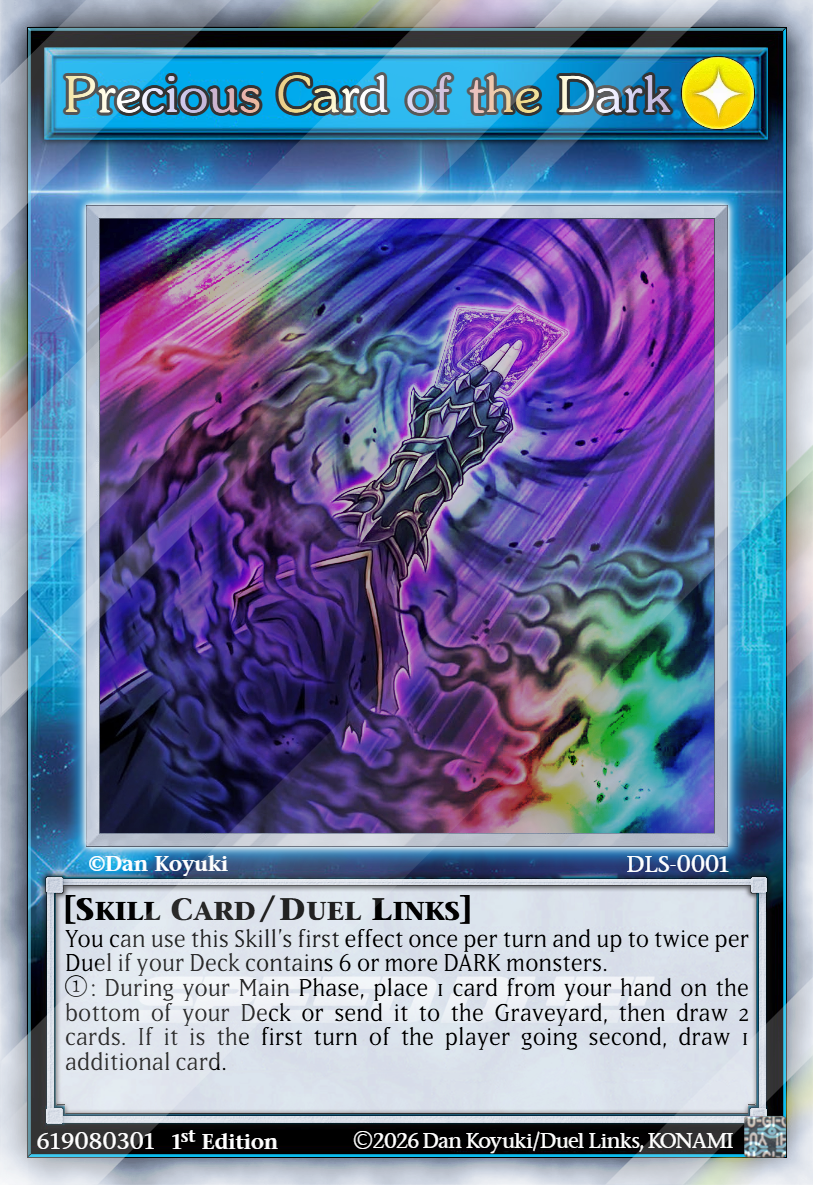 Precious Card of the Dark
©Dan Koyuki
DLS-0001
[Skill Card/Duel Links]
You can use this Skill's first effect once per turn and up to twice per
Duel if your Deck contains 6 or more DARK monsters.
①: During your Main Phase, place 1 card from your hand on the
bottom of your Deck or send it to the Graveyard, then draw 2
cards. If it is the first turn of the player going second, draw 1
additional card.
619080301 1st Edition
©2026 Dan Koyuki/Duel Links, KONAMI